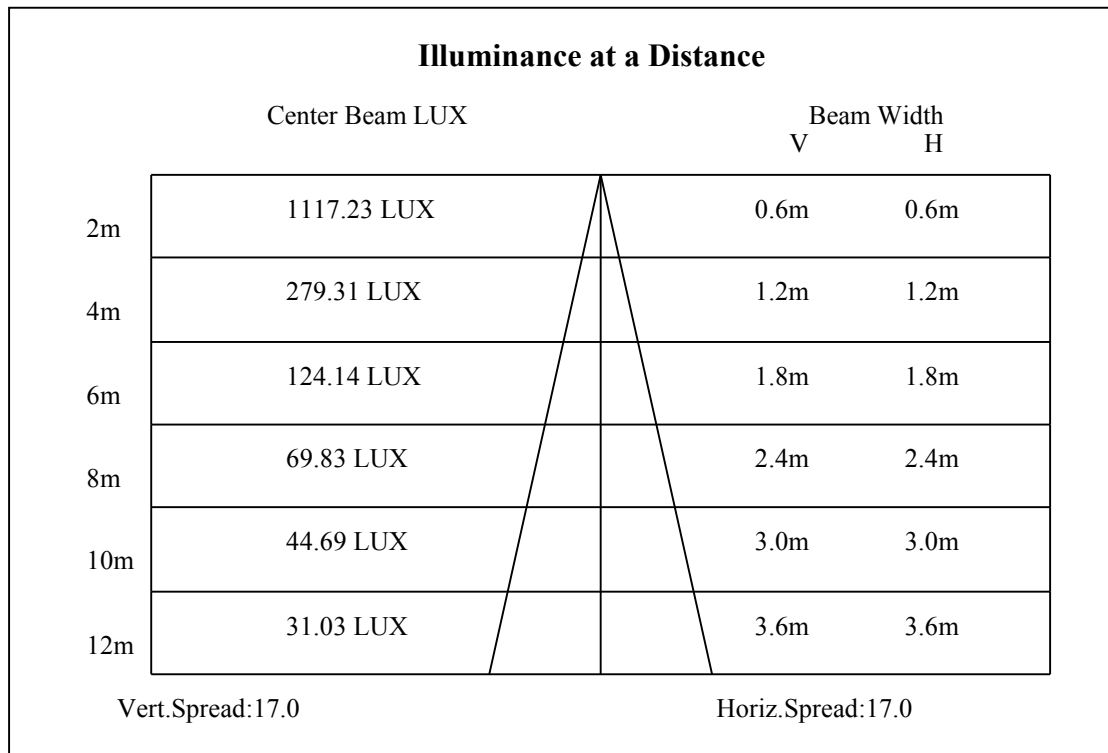 Illuminance at a Distance
Center Beam LUX Beam Width
V H
2m 1117.23 LUX 0.6m 0.6m
4m 279.31 LUX 1.2m 1.2m
6m 124.14 LUX 1.8m 1.8m
8m 69.83 LUX 2.4m 2.4m
10m 44.69 LUX 3.0m 3.0m
12m 31.03 LUX 3.6m 3.6m
Vert.Spread:17.0 Horiz.Spread:17.0